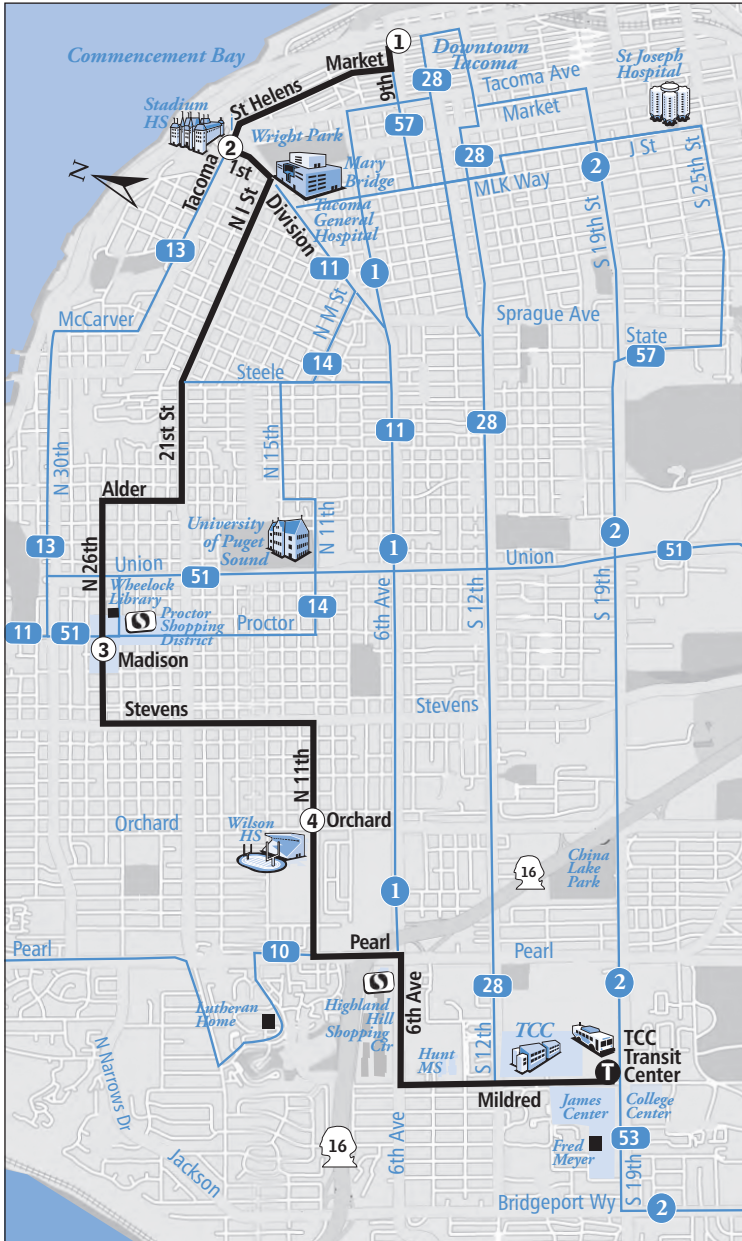 1
Commencement Bay
Market
Downtown
Tacoma
St Joseph
Hospital
28
Tacoma Ave
St Helens
9th
Market
Stadium
HS
57
Wright Park
2
1st
28
J St
2
S 25th St
N
Mary
Bridge
MLK Way
Tacoma
N I St
Tacoma
General
Hospital
Division
S 19th St
13
11
1
N M St
McCarver
Sprague Ave
State
57
14
Steele
21st St
11
28
N 30th
N 15th
Alder
University
of Puget
Sound
N 11th
13
N 26th
1
2
Union
Union
51
51
Wheelock
Library
14
6th Ave
S 12th
S 19th
Proctor
Shopping
District
Proctor
11
51
3
Madison
Stevens
Stevens
N 11th
Orchard
4
Orchard
Wilson
HS
16
China
Lake
Park
1
Pearl
10
Pearl
Pearl
28
2
Lutheran
Home
Highland
Hill
Shopping
Ctr
6th Ave
S 12th
TCC
TCC
Transit
Center
T
Hunt
MS
N Narrows Dr
Mildred
James
Center
College
Center
16
6th Ave
Fred
Meyer
53
Jackson
S 19th
Bridgeport Wy
2